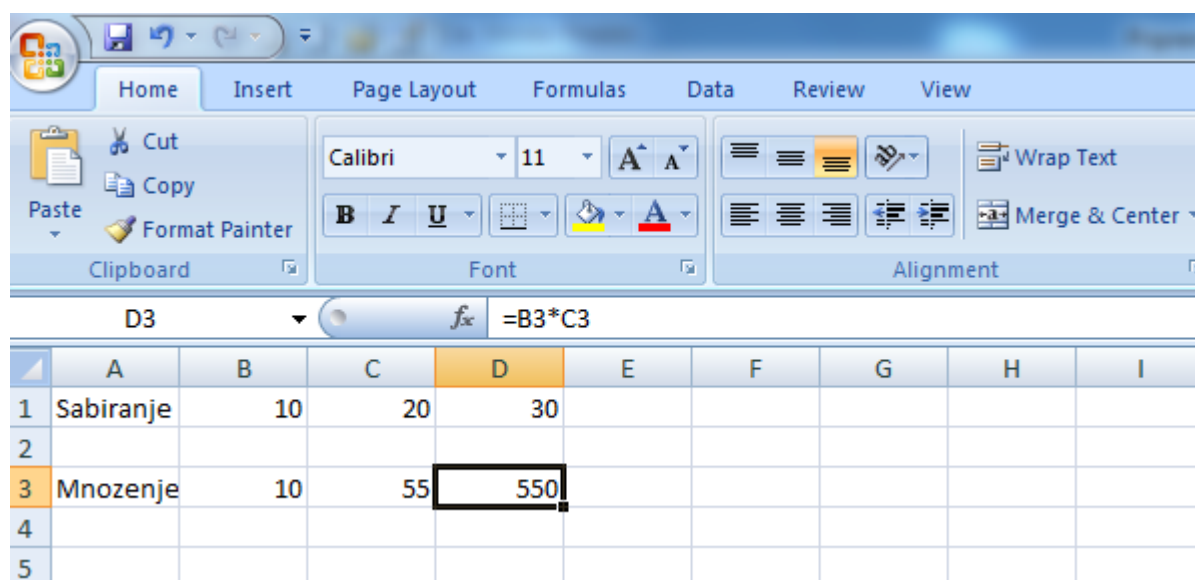 Home Insert Page Layout Formulas Data Review View
Cut
Calibri 11 A A Wrap Text
Copy
Paste
B I U A Merge & Center
Format Painter
Clipboard Font Alignment
D3 fx =B3*C3
A B C D E F G H I
1 Sabiranje 10 20 30
2
3 Mnozenje 10 55 550
4
5